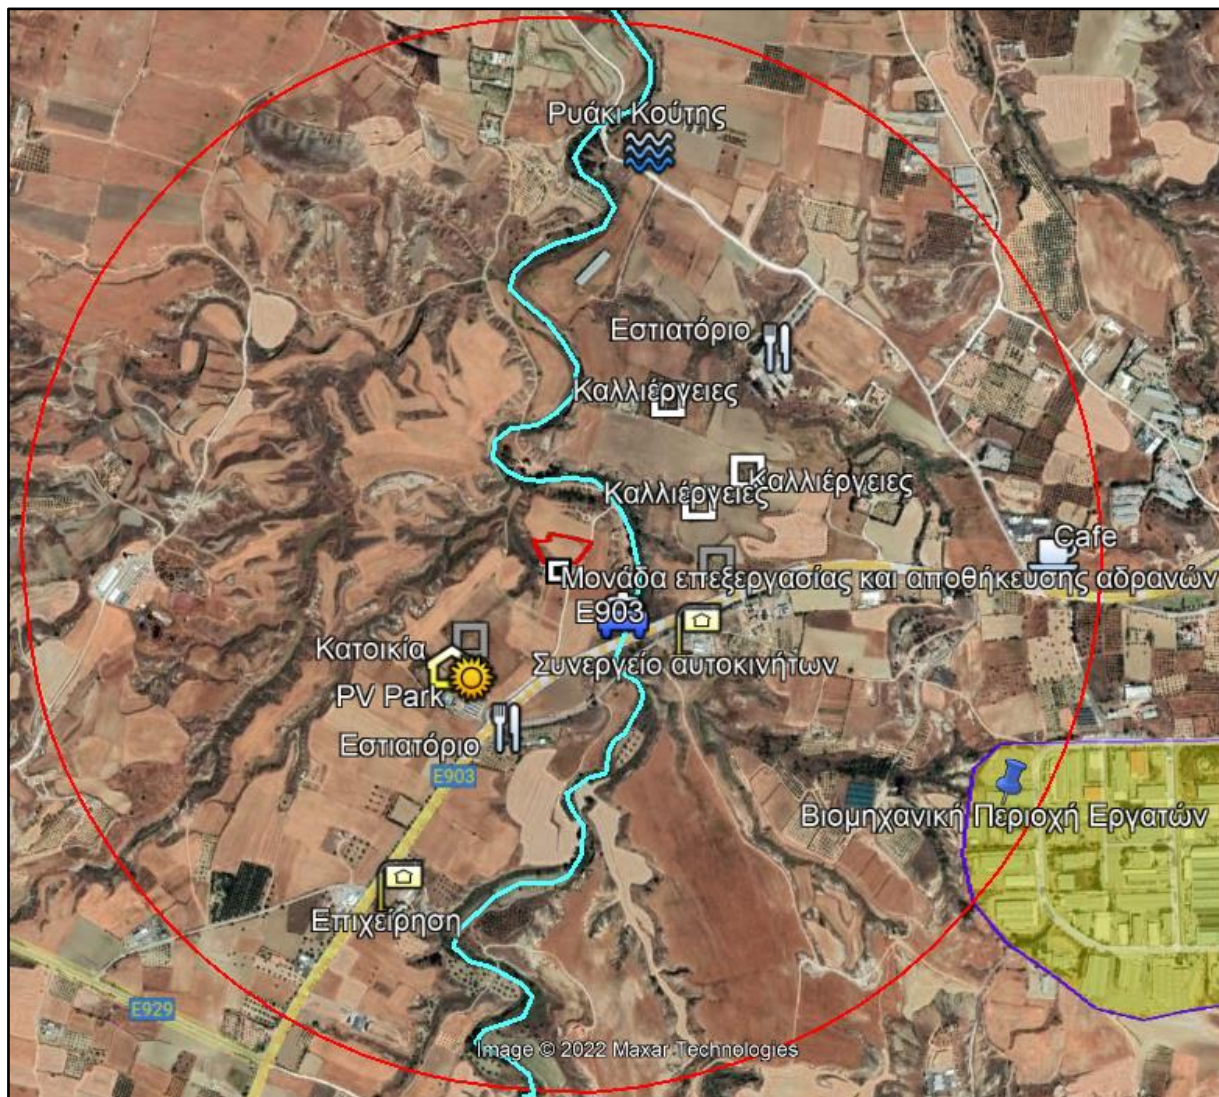 Ρυάκι Κούτης
Εστιατόριο
Καλλιέργειες
Καλλιέργειες
Καλλιέργειες
Cafe
Μονάδα επεξεργασίας και αποθήκευσης αδρανών
E903
Κατοικία
Συνεργείο αυτοκινήτων
PV Park
Εστιατόριο
E903
Βιομηχανική Περιοχή Εργατών
Επιχείρηση
E929
Image © 2022 Maxar Technologies